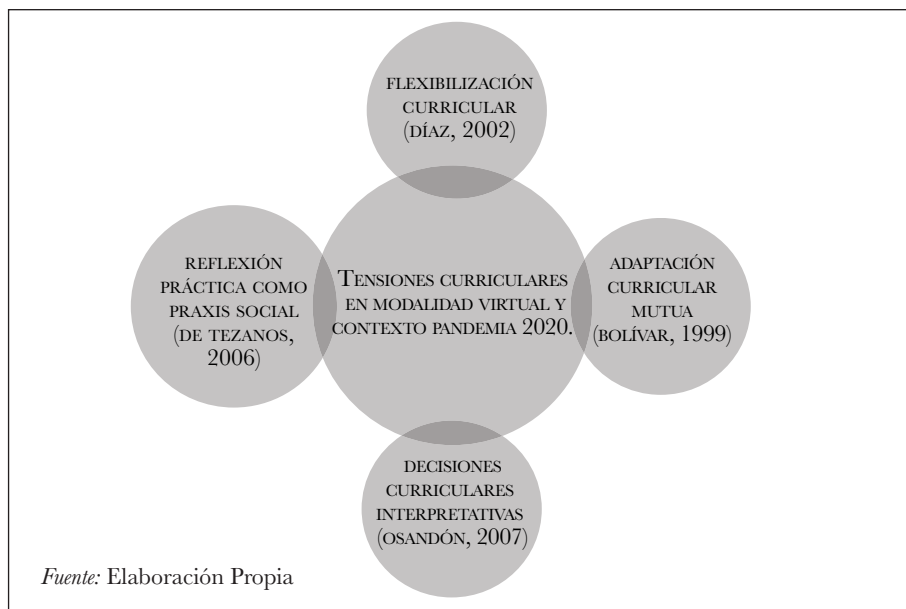 FLEXIBILIZACIÓN
CURRICULAR
(DÍAZ, 2002)
REFLEXIÓN
PRÁCTICA COMO
PRAXIS SOCIAL
(DE TEZANOS,
2006)
TENSIONES CURRICULARES
EN MODALIDAD VIRTUAL Y
CONTEXTO PANDEMIA 2020.
ADAPTACIÓN
CURRICULAR
MUTUA
(BOLÍVAR, 1999)
DECISIONES
CURRICULARES
INTERPRETATIVAS
(OSANDÓN, 2007)
Fuente: Elaboración Propia